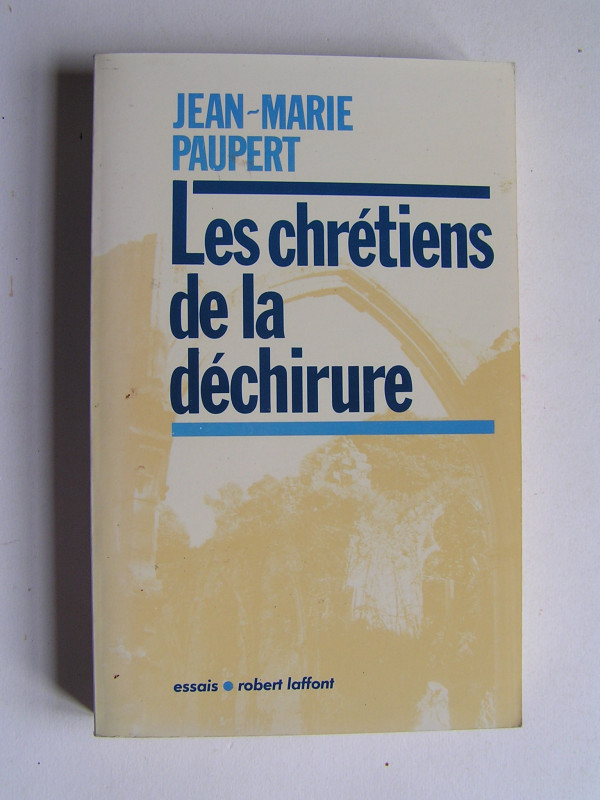 JEAN-MARIE
PAUPERT
Les chrétiens
de la
déchirure
essais • robert laffont